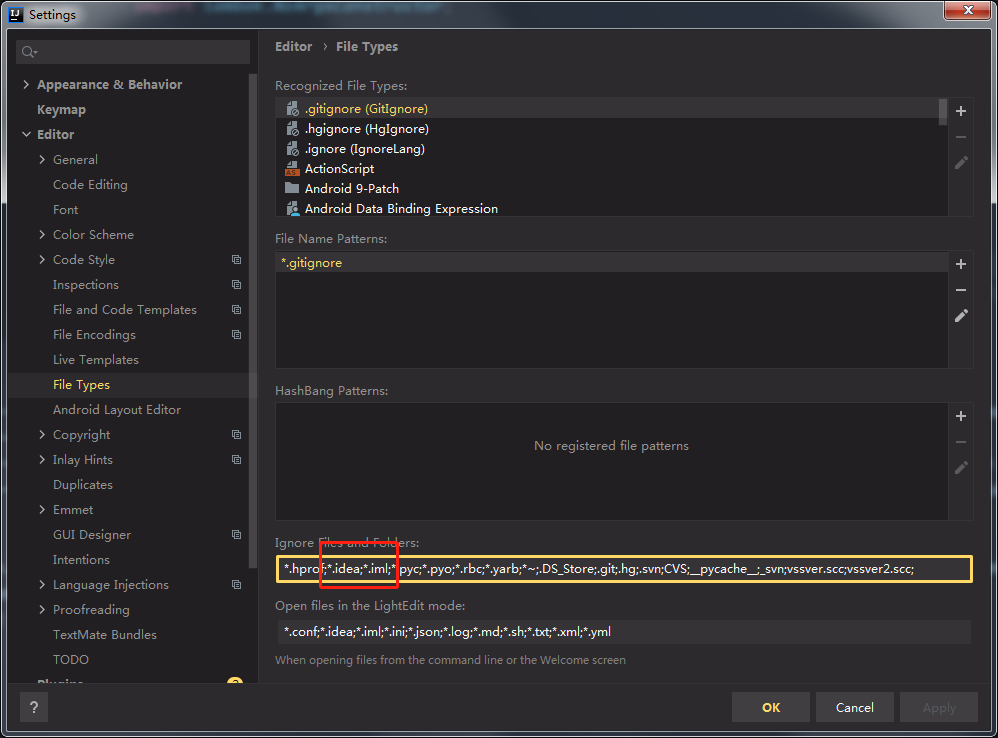 Settings
Editor › File Types
Appearance & Behavior
Keymap
Editor
General
Code Editing
Font
Color Scheme
Code Style
Inspections
File and Code Templates
File Encodings
Live Templates
File Types
Android Layout Editor
Copyright
Inlay Hints
Duplicates
Emmet
GUI Designer
Intentions
Language Injections
Proofreading
TextMate Bundles
TODO
Plugins
Recognized File Types:
.gitignore (GitIgnore)
.hgignore (HgIgnore)
.ignore (IgnoreLang)
ActionScript
Android 9-Patch
Android Data Binding Expression
File Name Patterns:
*.gitignore
HashBang Patterns:
No registered file patterns
Ignore Files and Folders:
*.hprof;*.idea;*.iml;*.pyc;*.pyo;*.rbc;*.yarb;*~;.DS_Store;.git;.hg;.svn;CVS;__pycache__;_svn;vssver.scc;vssver2.scc;
Open files in the LightEdit mode:
*.conf;*.idea;*.iml;*.ini;*.json;*.log;*.md;*.sh;*.txt;*.xml;*.yml
When opening files from the command line or the Welcome screen
?
OK
Cancel
Apply